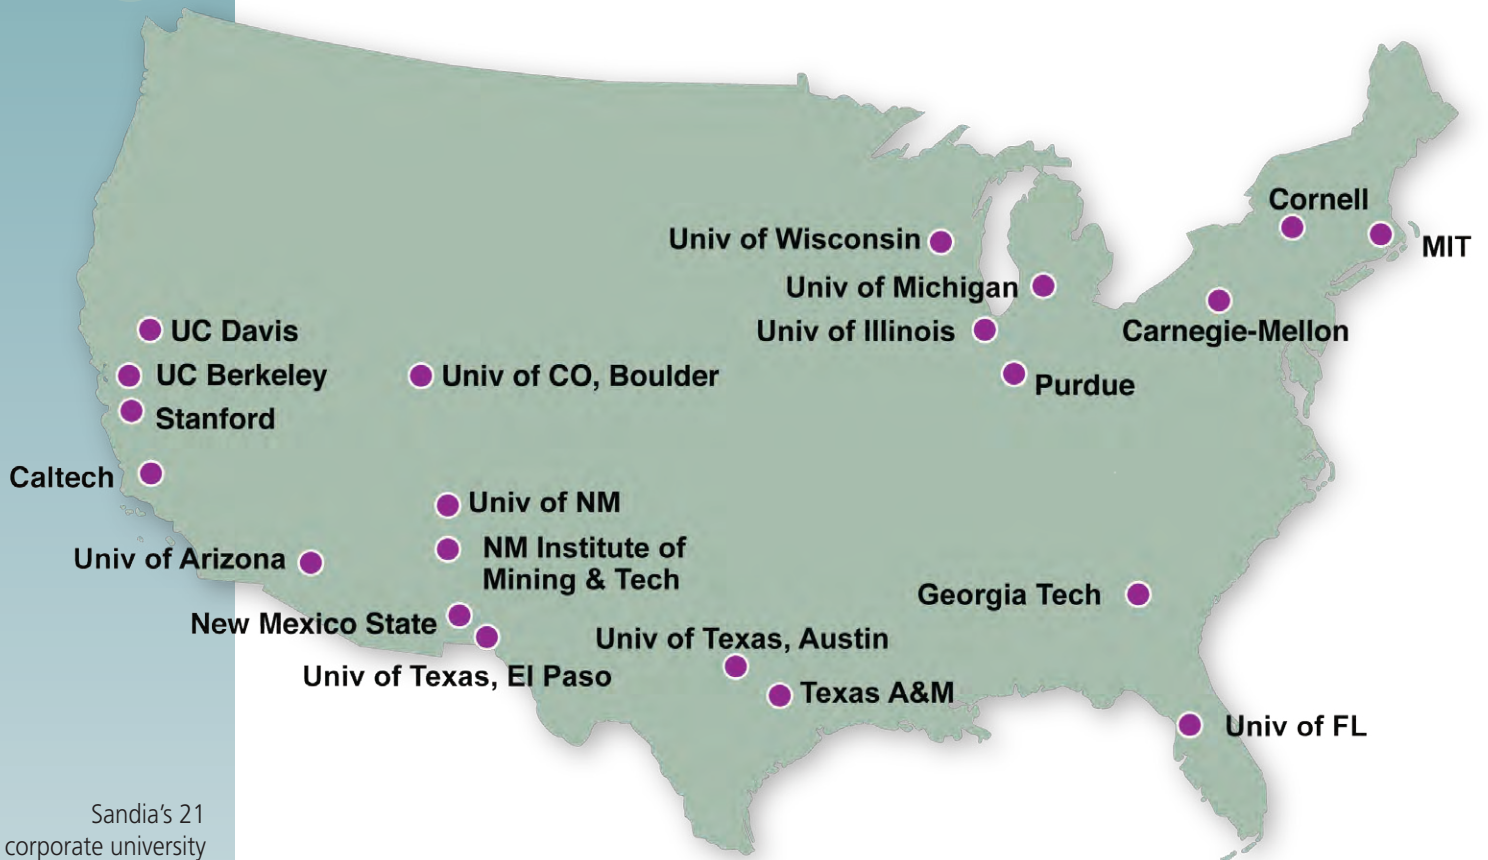 Cornell
Univ of Wisconsin
MIT
Univ of Michigan
UC Davis
Univ of Illinois
Carnegie-Mellon
UC Berkeley
Univ of CO, Boulder
Purdue
Stanford
Caltech
Univ of NM
NM Institute of
Mining & Tech
Univ of Arizona
Georgia Tech
New Mexico State
Univ of Texas, Austin
Univ of Texas, El Paso
Texas A&M
Univ of FL
Sandia’s 21
corporate university